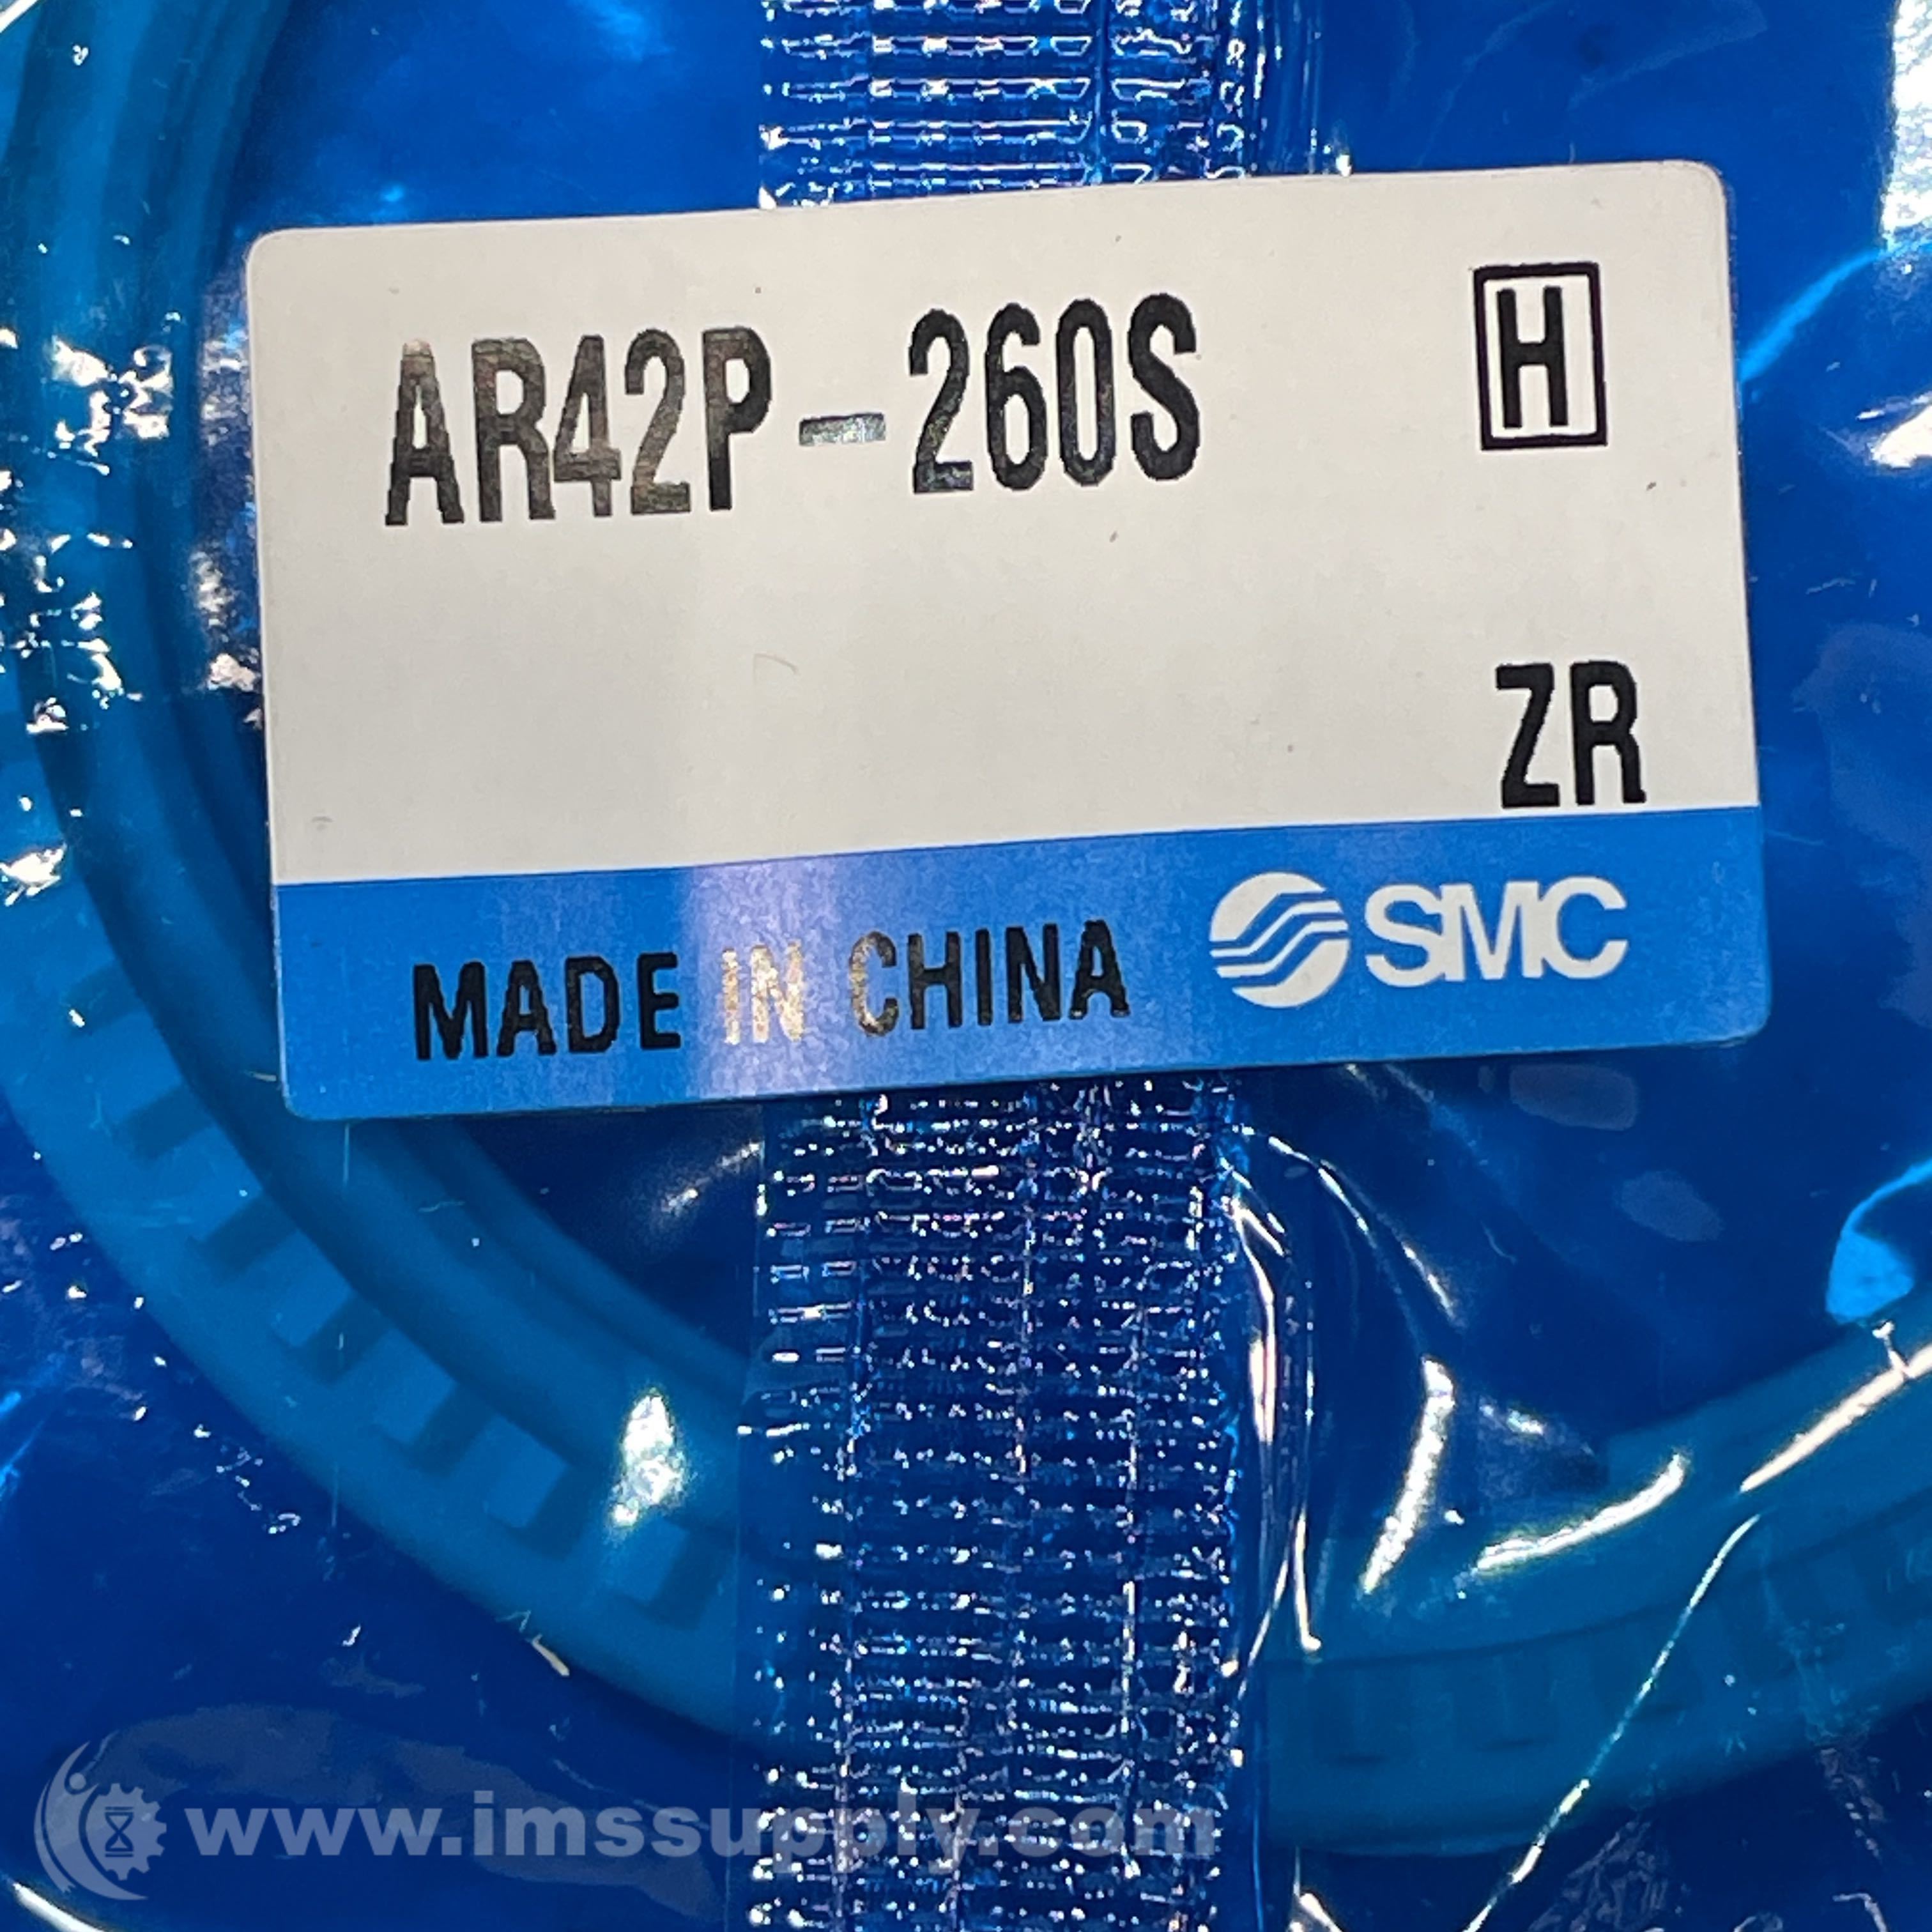 AR42P-260S H
ZR
MADE IN CHINA SMC
www.imssupply.com